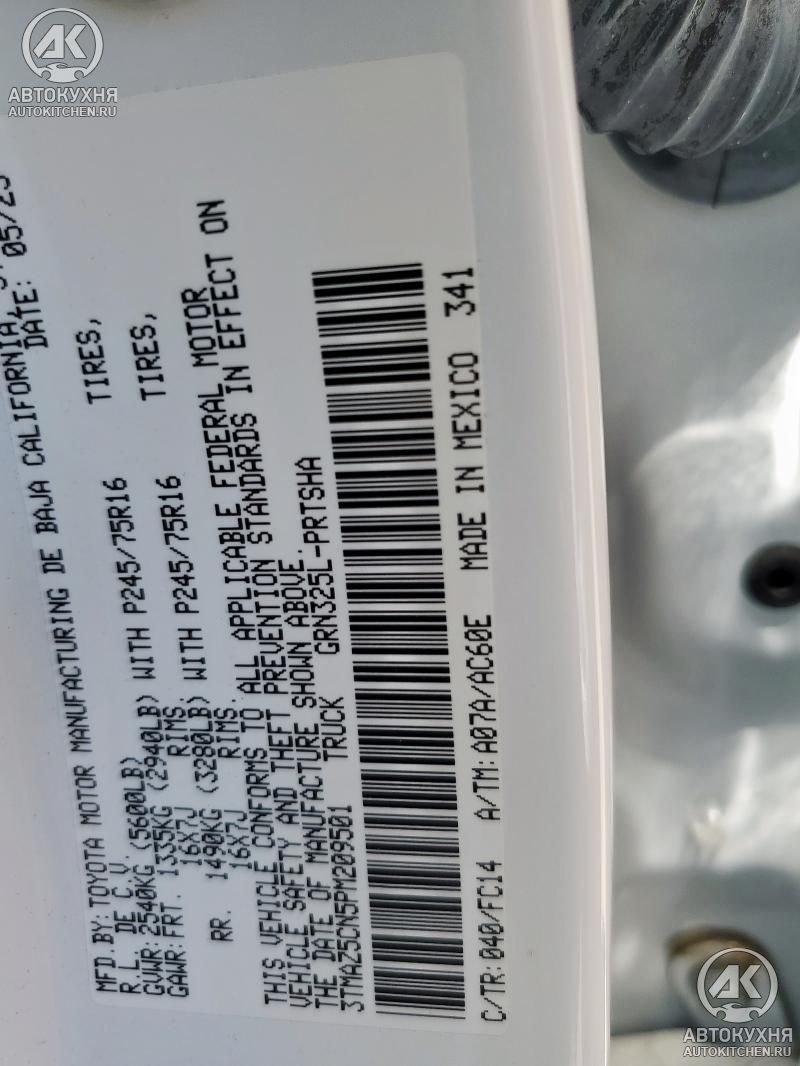 AK
АВТОКУХНЯ
AUTOKITCHEN.RU
MFD.BY: TOYOTA MOTOR MANUFACTURING DE BAJA CALIFORNIA,
R.L. DE C.V. DATE: 05/23
GVWR: 2540KG (5600LB)
GAWR: FRT. 1335KG (2940LB) WITH P245/75R16 TIRES,
16X7J RIMS.
RR. 1490KG (3280LB) WITH P245/75R16 TIRES,
16X7J RIMS.
THIS VEHICLE CONFORMS TO ALL APPLICABLE FEDERAL MOTOR
VEHICLE SAFETY AND THEFT PREVENTION STANDARDS IN EFFECT ON
THE DATE OF MANUFACTURE SHOWN ABOVE.
3TMAZ5CN5PM209501 TRUCK GRN325L-PRTSHA
C/TR: 040/FC14 A/TM: A07A/AC60E MADE IN MEXICO 341
AK
АВТОКУХНЯ
AUTOKITCHEN.RU